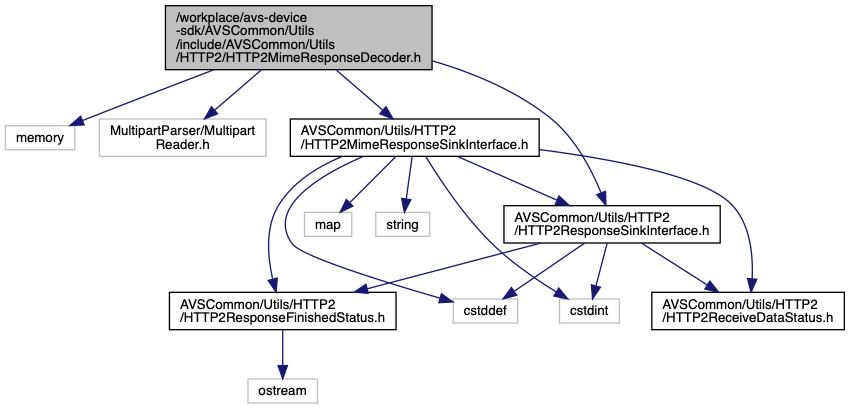 /workplace/avs-device
-sdk/AVSCommon/Utils
/include/AVSCommon/Utils
/HTTP2/HTTP2MimeResponseDecoder.h
memory
MultipartParser/Multipart
Reader.h
AVSCommon/Utils/HTTP2
/HTTP2MimeResponseSinkInterface.h
map
string
AVSCommon/Utils/HTTP2
/HTTP2ResponseSinkInterface.h
AVSCommon/Utils/HTTP2
/HTTP2ResponseFinishedStatus.h
cstddef
cstdint
AVSCommon/Utils/HTTP2
/HTTP2ReceiveDataStatus.h
ostream